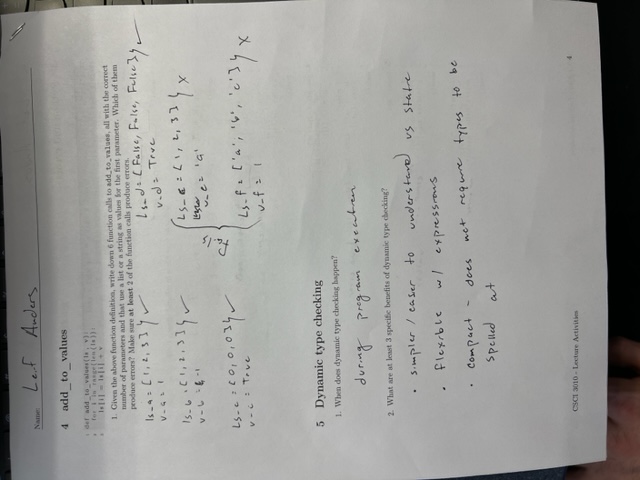 Name: Leif Anders
4 add_to_values
1 def add_to_values(ls, v):
2 for i in range(len(ls)):
3 ls[i] = ls[i] + v
1. Given the above function definition, write down 6 function calls to add_to_values, all with the correct
number of parameters and that use a list or a string as values for the first parameter. Which of them
produce errors? Make sure at least 2 of the function calls produce errors.
ls_a = [1, 2, 3] } ✓
v_a = 1
ls_b = [1, 2, 3] } ✓
v_b = -1
Ls_c = [0, 0, 0] } ✓
v_c = True
Ls_d = [False, False, False] } ✓
v_d = True
Fails
Ls_e = [1, 2, 3] } x
v_e = 'a'
Ls_f = ['a', 'b', 'c'] } x
v_f = 1
5 Dynamic type checking
1. When does dynamic type checking happen?
during program execution
2. What are at least 3 specific benefits of dynamic type checking?
• simpler / easier to understand vs static
• flexible w/ expressions
• compact - does not require types to be
spelled at
CSCI 3010 - Lecture Activities
4